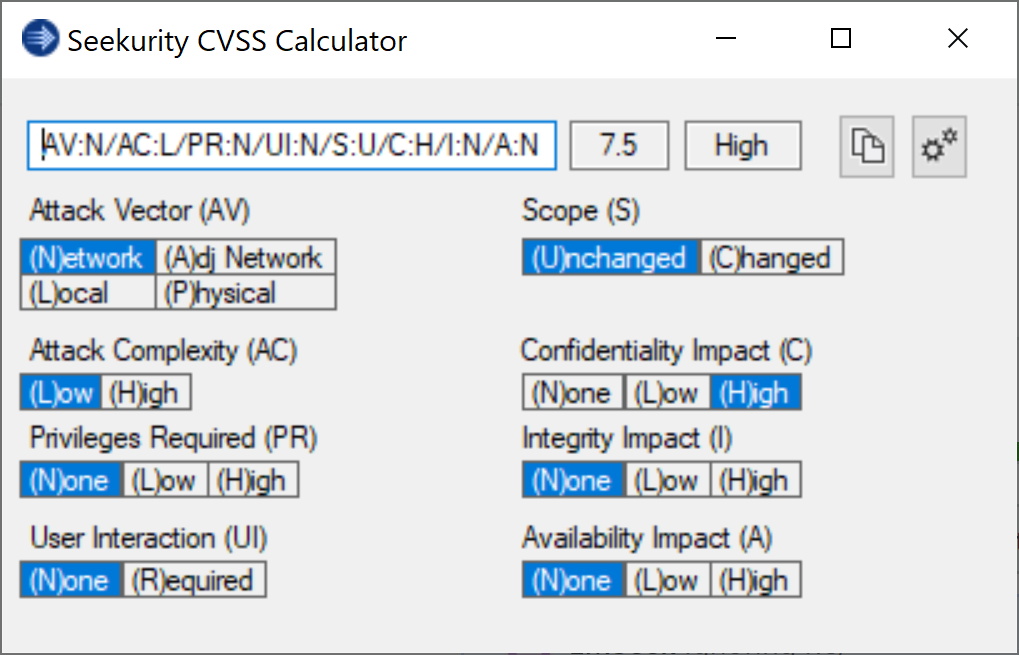 Seekurity CVSS Calculator
AV:N/AC:L/PR:N/UI:N/S:U/C:H/I:N/A:N 7.5 High
Attack Vector (AV) Scope (S)
(N)etwork (A)dj Network (U)nchanged (C)hanged
(L)ocal (P)hysical
Attack Complexity (AC) Confidentiality Impact (C)
(L)ow (H)igh (N)one (L)ow (H)igh
Privileges Required (PR) Integrity Impact (I)
(N)one (L)ow (H)igh (N)one (L)ow (H)igh
User Interaction (UI) Availability Impact (A)
(N)one (R)equired (N)one (L)ow (H)igh